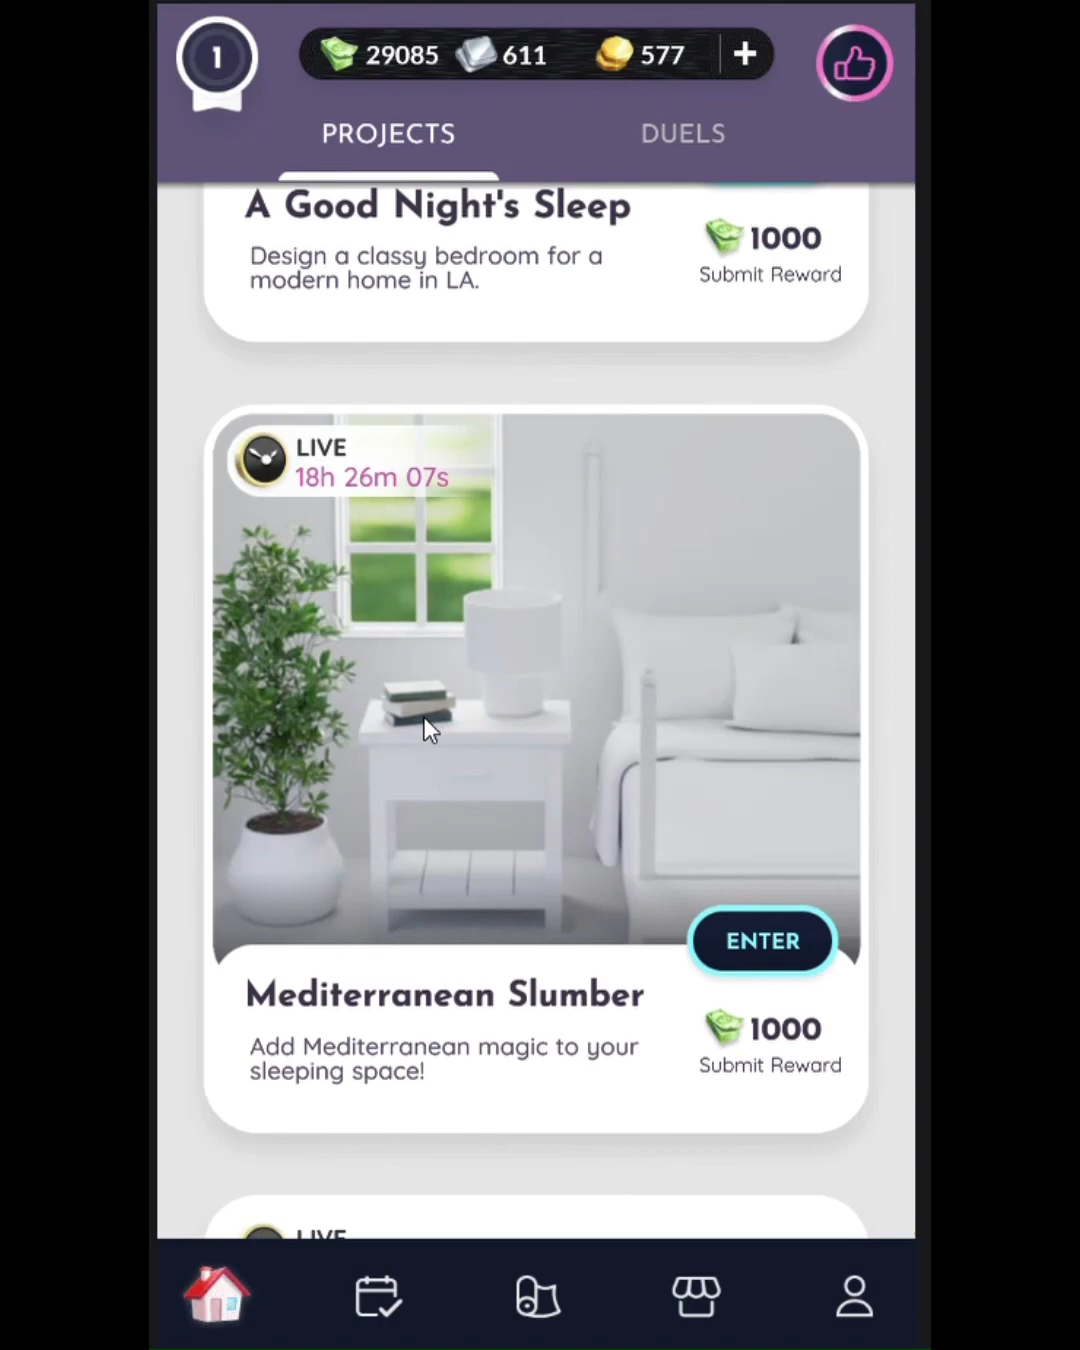 1
29085
611
577
+
PROJECTS
DUELS
A Good Night's Sleep
Design a classy bedroom for a
modern home in LA.
1000
Submit Reward
LIVE
18h 26m 07s
ENTER
Mediterranean Slumber
Add Mediterranean magic to your
sleeping space!
1000
Submit Reward
LIVE